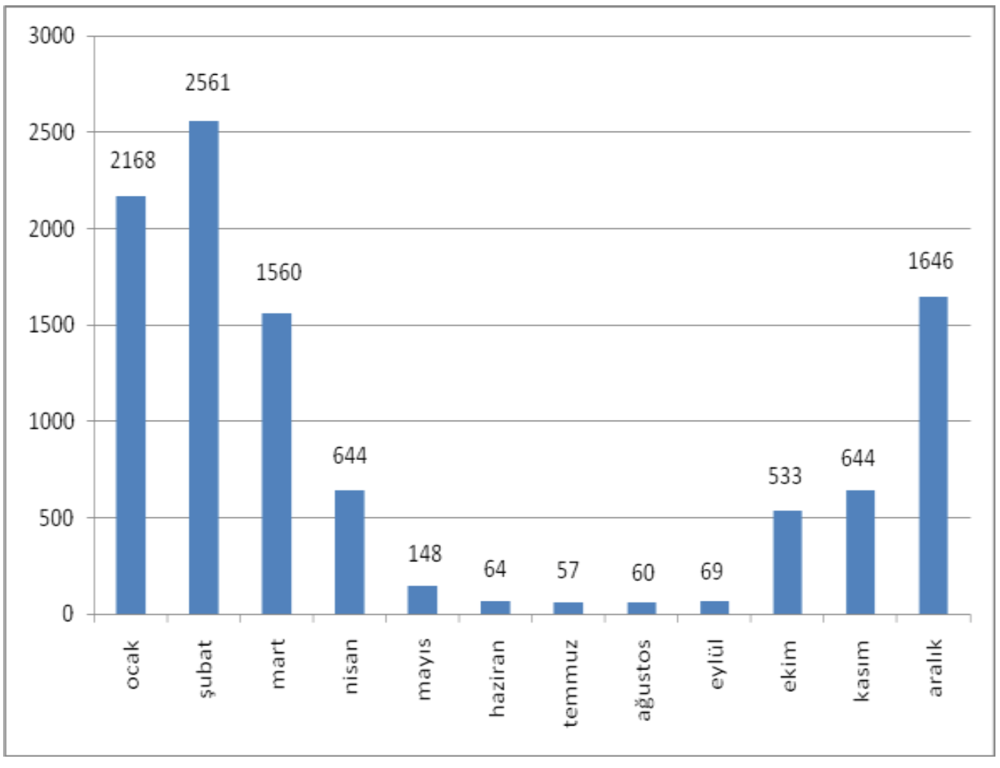 3000
2500
2000
1500
1000
500
0
2168
2561
1560
644
148
64
57
60
69
533
644
1646
ocak
şubat
mart
nisan
mayıs
haziran
temmuz
ağustos
eylül
ekim
kasım
aralık